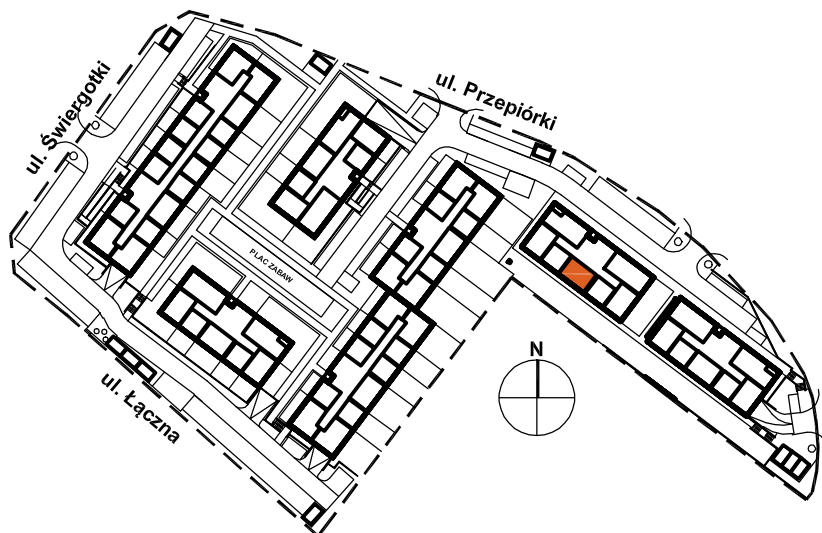 ul. Świergotki
ul. Przepiórki
PLAC ZABAW
N
ul. Łączna